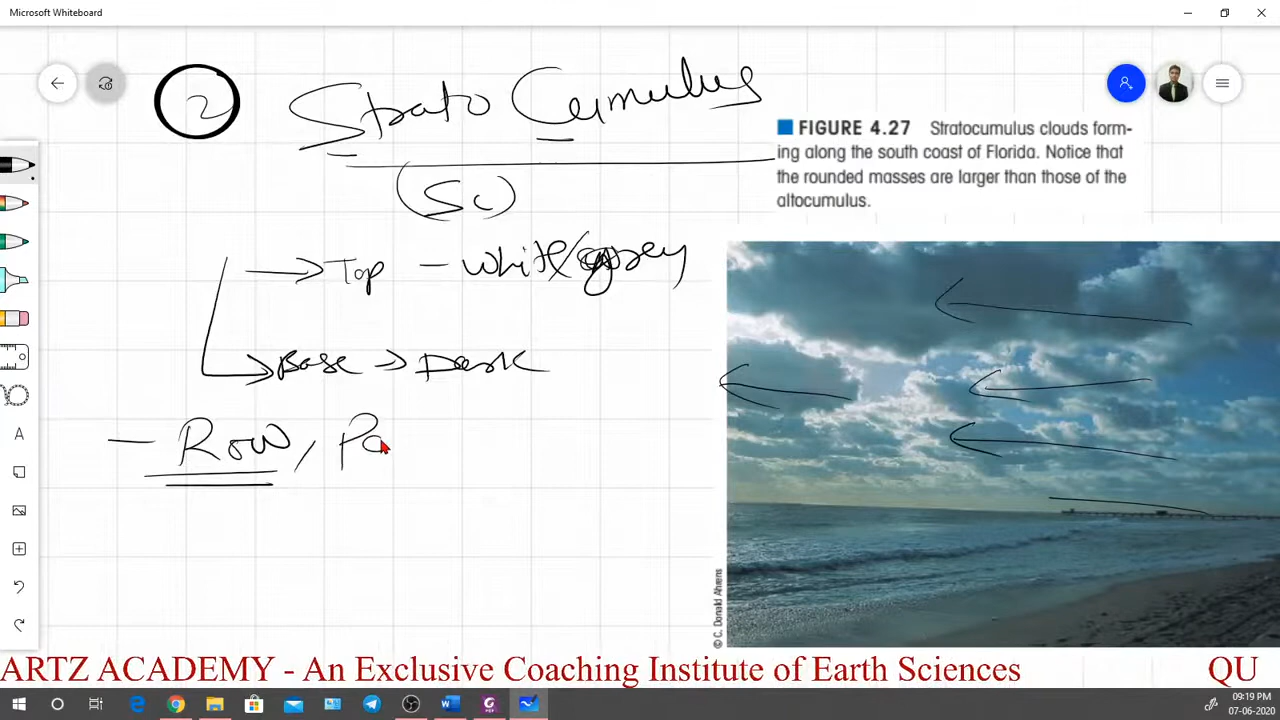 Microsoft Whiteboard
2 Strato Cumulus
(Sc)
FIGURE 4.27 Stratocumulus clouds form-
ing along the south coast of Florida. Notice that
the rounded masses are larger than those of the
altocumulus.
Top - White/grey
Base → Dark
- Row, Pa
A
© C. Donald Ahrens
ARTZ ACADEMY - An Exclusive Coaching Institute of Earth Sciences QU
09:19 PM
07-06-2020